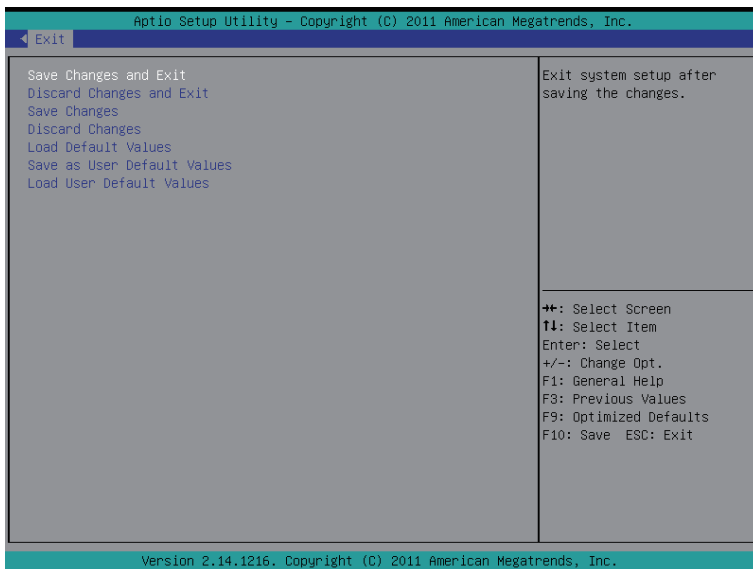 Aptio Setup Utility – Copyright (C) 2011 American Megatrends, Inc.
Exit
Save Changes and Exit
Discard Changes and Exit
Save Changes
Discard Changes
Load Default Values
Save as User Default Values
Load User Default Values
Exit system setup after
saving the changes.
→←: Select Screen
↑↓: Select Item
Enter: Select
+/-: Change Opt.
F1: General Help
F3: Previous Values
F9: Optimized Defaults
F10: Save ESC: Exit
Version 2.14.1216. Copyright (C) 2011 American Megatrends, Inc.